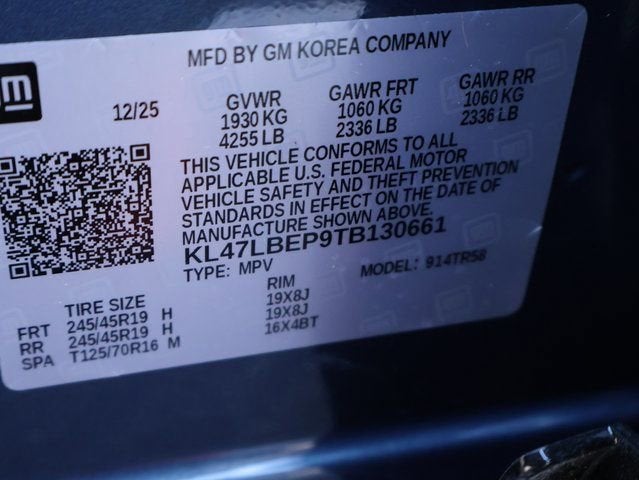 MFD BY GM KOREA COMPANY
gm
12/25
GVWR GAWR FRT GAWR RR
1930 KG 1060 KG 1060 KG
4255 LB 2336 LB 2336 LB
THIS VEHICLE CONFORMS TO ALL
APPLICABLE U.S. FEDERAL MOTOR
VEHICLE SAFETY AND THEFT PREVENTION
STANDARDS IN EFFECT ON THE DATE OF
MANUFACTURE SHOWN ABOVE.
KL47LBEP9TB130661
TYPE: MPV MODEL: 914TR58
TIRE SIZE RIM
FRT 245/45R19 H 19X8J
RR 245/45R19 H 19X8J
SPA T125/70R16 M 16X4BT